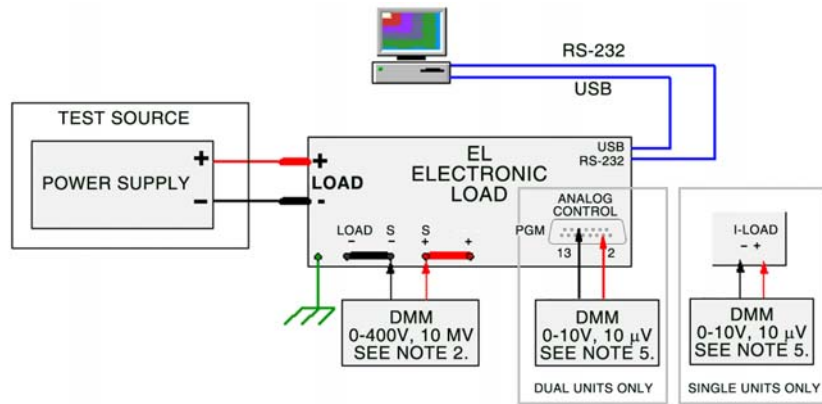 RS-232
USB
TEST SOURCE
POWER SUPPLY
+
−
+
LOAD
-
EL
ELECTRONIC
LOAD
USB
RS-232
LOAD S S
− − + +
ANALOG
CONTROL
PGM
13 2
I-LOAD
− +
DMM
0-400V, 10 MV
SEE NOTE 2.
DMM
0-10V, 10 µV
SEE NOTE 5.
DUAL UNITS ONLY
DMM
0-10V, 10 µV
SEE NOTE 5.
SINGLE UNITS ONLY